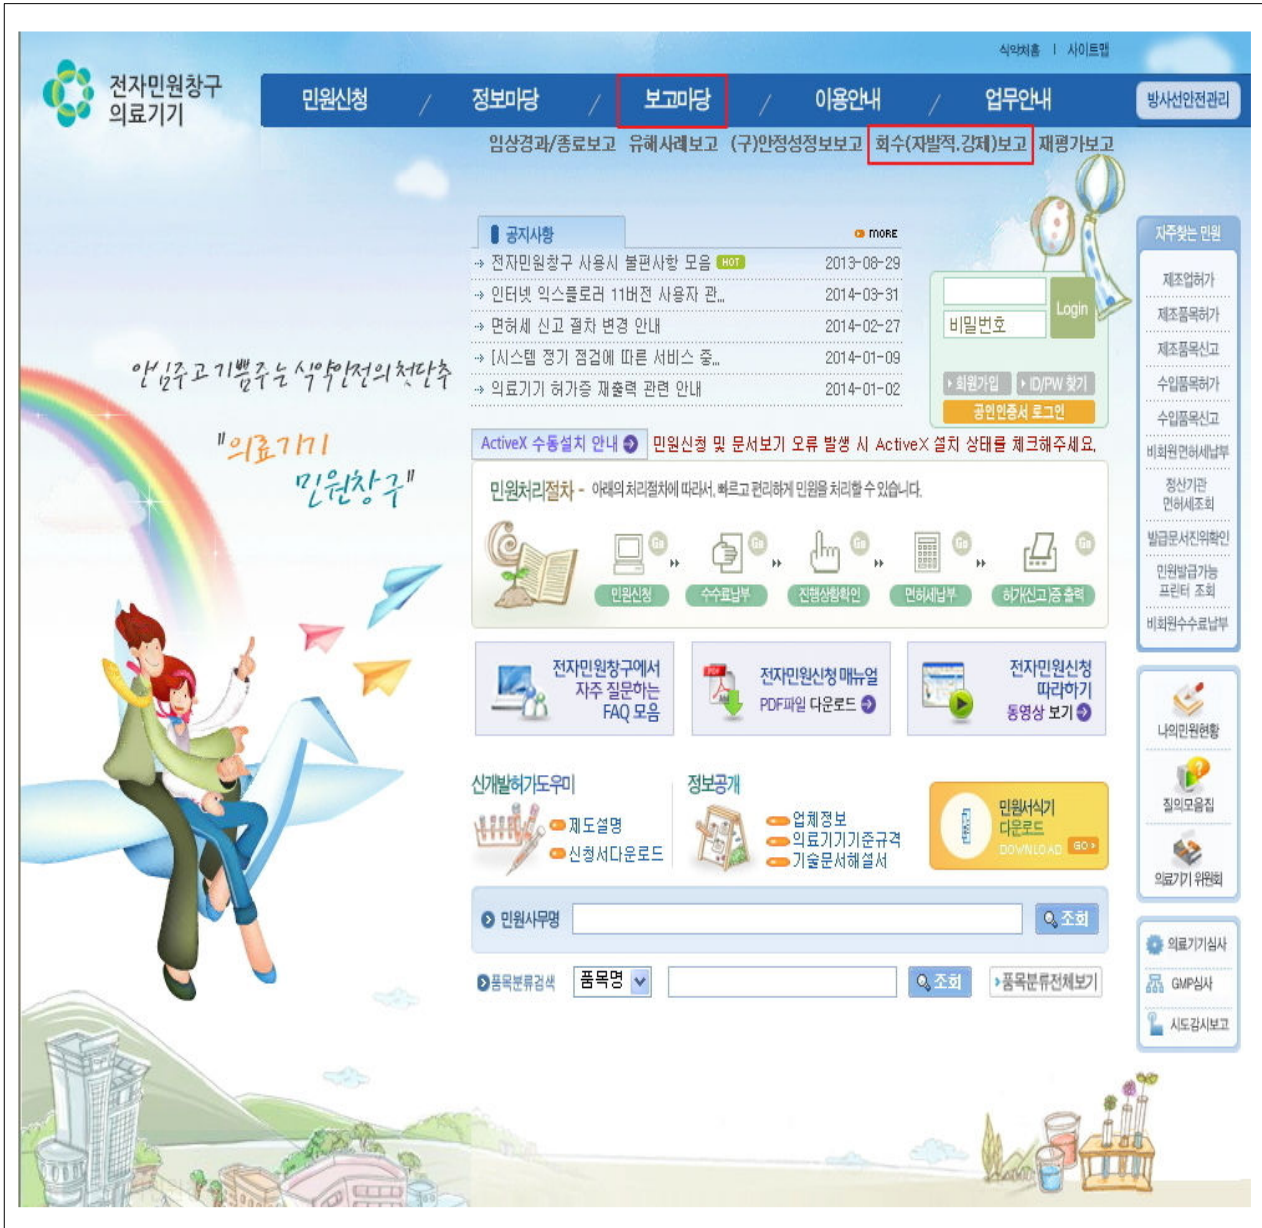 식약처홈 | 사이트맵
전자민원창구
의료기기
민원신청 / 정보마당 / 보고마당 / 이용안내 / 업무안내
방사선안전관리
임상경과/종료보고 유해사례보고 (구)안정성정보보고 회수(자발적.강제)보고 재평가보고
공지사항
MORE
전자민원창구 사용시 불편사항 모음 HOT 2013-08-29
인터넷 익스플로러 11버전 사용자 관... 2014-03-31
면허세 신고 절차 변경 안내 2014-02-27
[시스템 정기 점검에 따른 서비스 중... 2014-01-09
의료기기 허가증 재출력 관련 안내 2014-01-02
비밀번호
Login
회원가입 ID/PW 찾기
공인인증서 로그인
안심주고 기쁨주는 식약안전의 첫단추
"의료기기
민원창구"
ActiveX 수동설치 안내 민원신청 및 문서보기 오류 발생 시 ActiveX 설치 상태를 체크해주세요.
민원처리절차 - 아래의 처리절차에 따라서, 빠르고 편리하게 민원을 처리할 수 있습니다.
Go Go Go Go Go
민원신청 수수료납부 진행상황확인 면허세납부 허가(신고)증 출력
전자민원창구에서
자주 질문하는
FAQ 모음
PDF
전자민원신청 매뉴얼
PDF파일 다운로드
전자민원신청
따라하기
동영상 보기
신개발허가도우미
제도설명
신청서다운로드
정보공개
업체정보
의료기기기준규격
기술문서해설서
민원서식기
다운로드
DOWNLOAD GO
민원사무명 조회
품목분류검색 품목명 조회 품목분류전체보기
자주찾는 민원
제조업허가
제조품목허가
제조품목신고
수입품목허가
수입품목신고
비회원면허세납부
정산기관
면허세조회
발급문서진위확인
민원발급가능
프린터 조회
비회원수수료납부
나의민원현황
질의모음집
의료기기 위원회
의료기기심사
GMP심사
시도감시보고